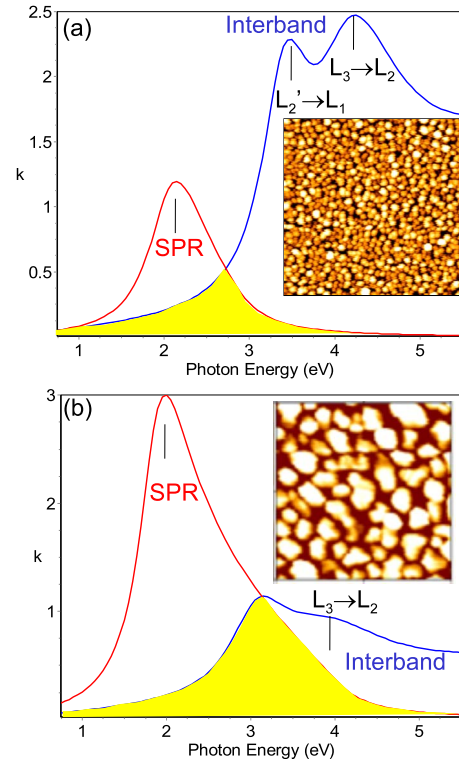 (a)
2.5
Interband
L₃→L₂
2
L₂'→L₁
1.5
k
1
SPR
0.5
1 2 3 4 5
Photon Energy (eV)
(b)
3
SPR
2
k
L₃→L₂
1
Interband
1 2 3 4 5
Photon Energy (eV)